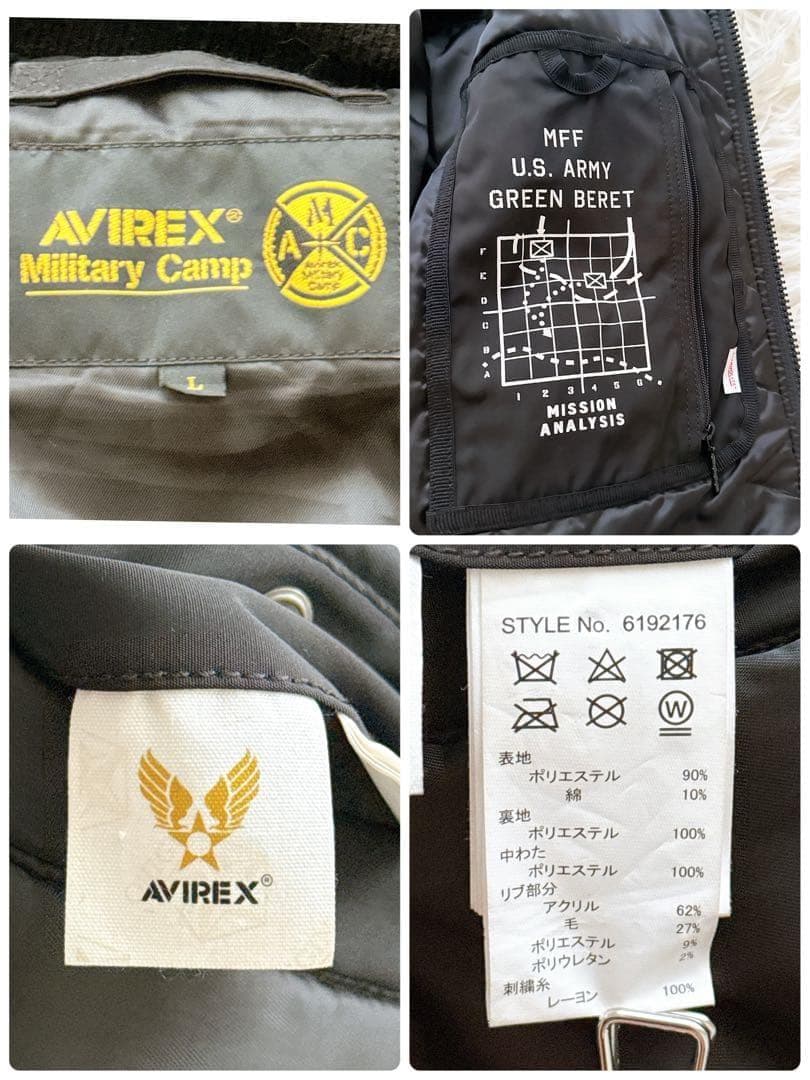 AVIREX®
Military Camp
M
A C
Avirex
Military
Camp
L
MFF
U.S. ARMY
GREEN BERET
F
E
D
C
B
A
1 2 3 4 5 6
MISSION
ANALYSIS
AVIREX®
STYLE No. 6192176
W
表地
ポリエステル 90%
綿 10%
裏地
ポリエステル 100%
中わた
ポリエステル 100%
リブ部分
アクリル 62%
毛 27%
ポリエステル 9%
ポリウレタン 2%
刺繍糸
レーヨン 100%